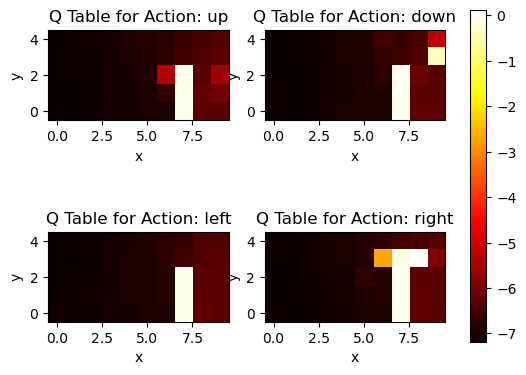 Q Table for Action: up
4
2
0
y
0.0 2.5 5.0 7.5
x
Q Table for Action: down
4
2
0
y
0.0 2.5 5.0 7.5
x
Q Table for Action: left
4
2
0
y
0.0 2.5 5.0 7.5
x
Q Table for Action: right
4
2
0
y
0.0 2.5 5.0 7.5
x
0
−1
−2
−3
−4
−5
−6
−7